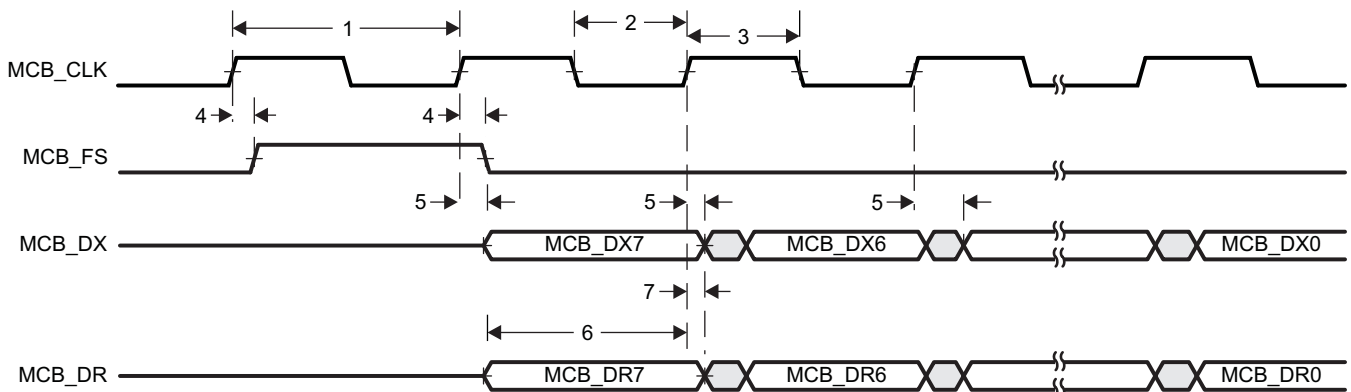 1
2
3
MCB_CLK
4
4
MCB_FS
5
5
5
MCB_DX
MCB_DX7
MCB_DX6
MCB_DX0
7
6
MCB_DR
MCB_DR7
MCB_DR6
MCB_DR0